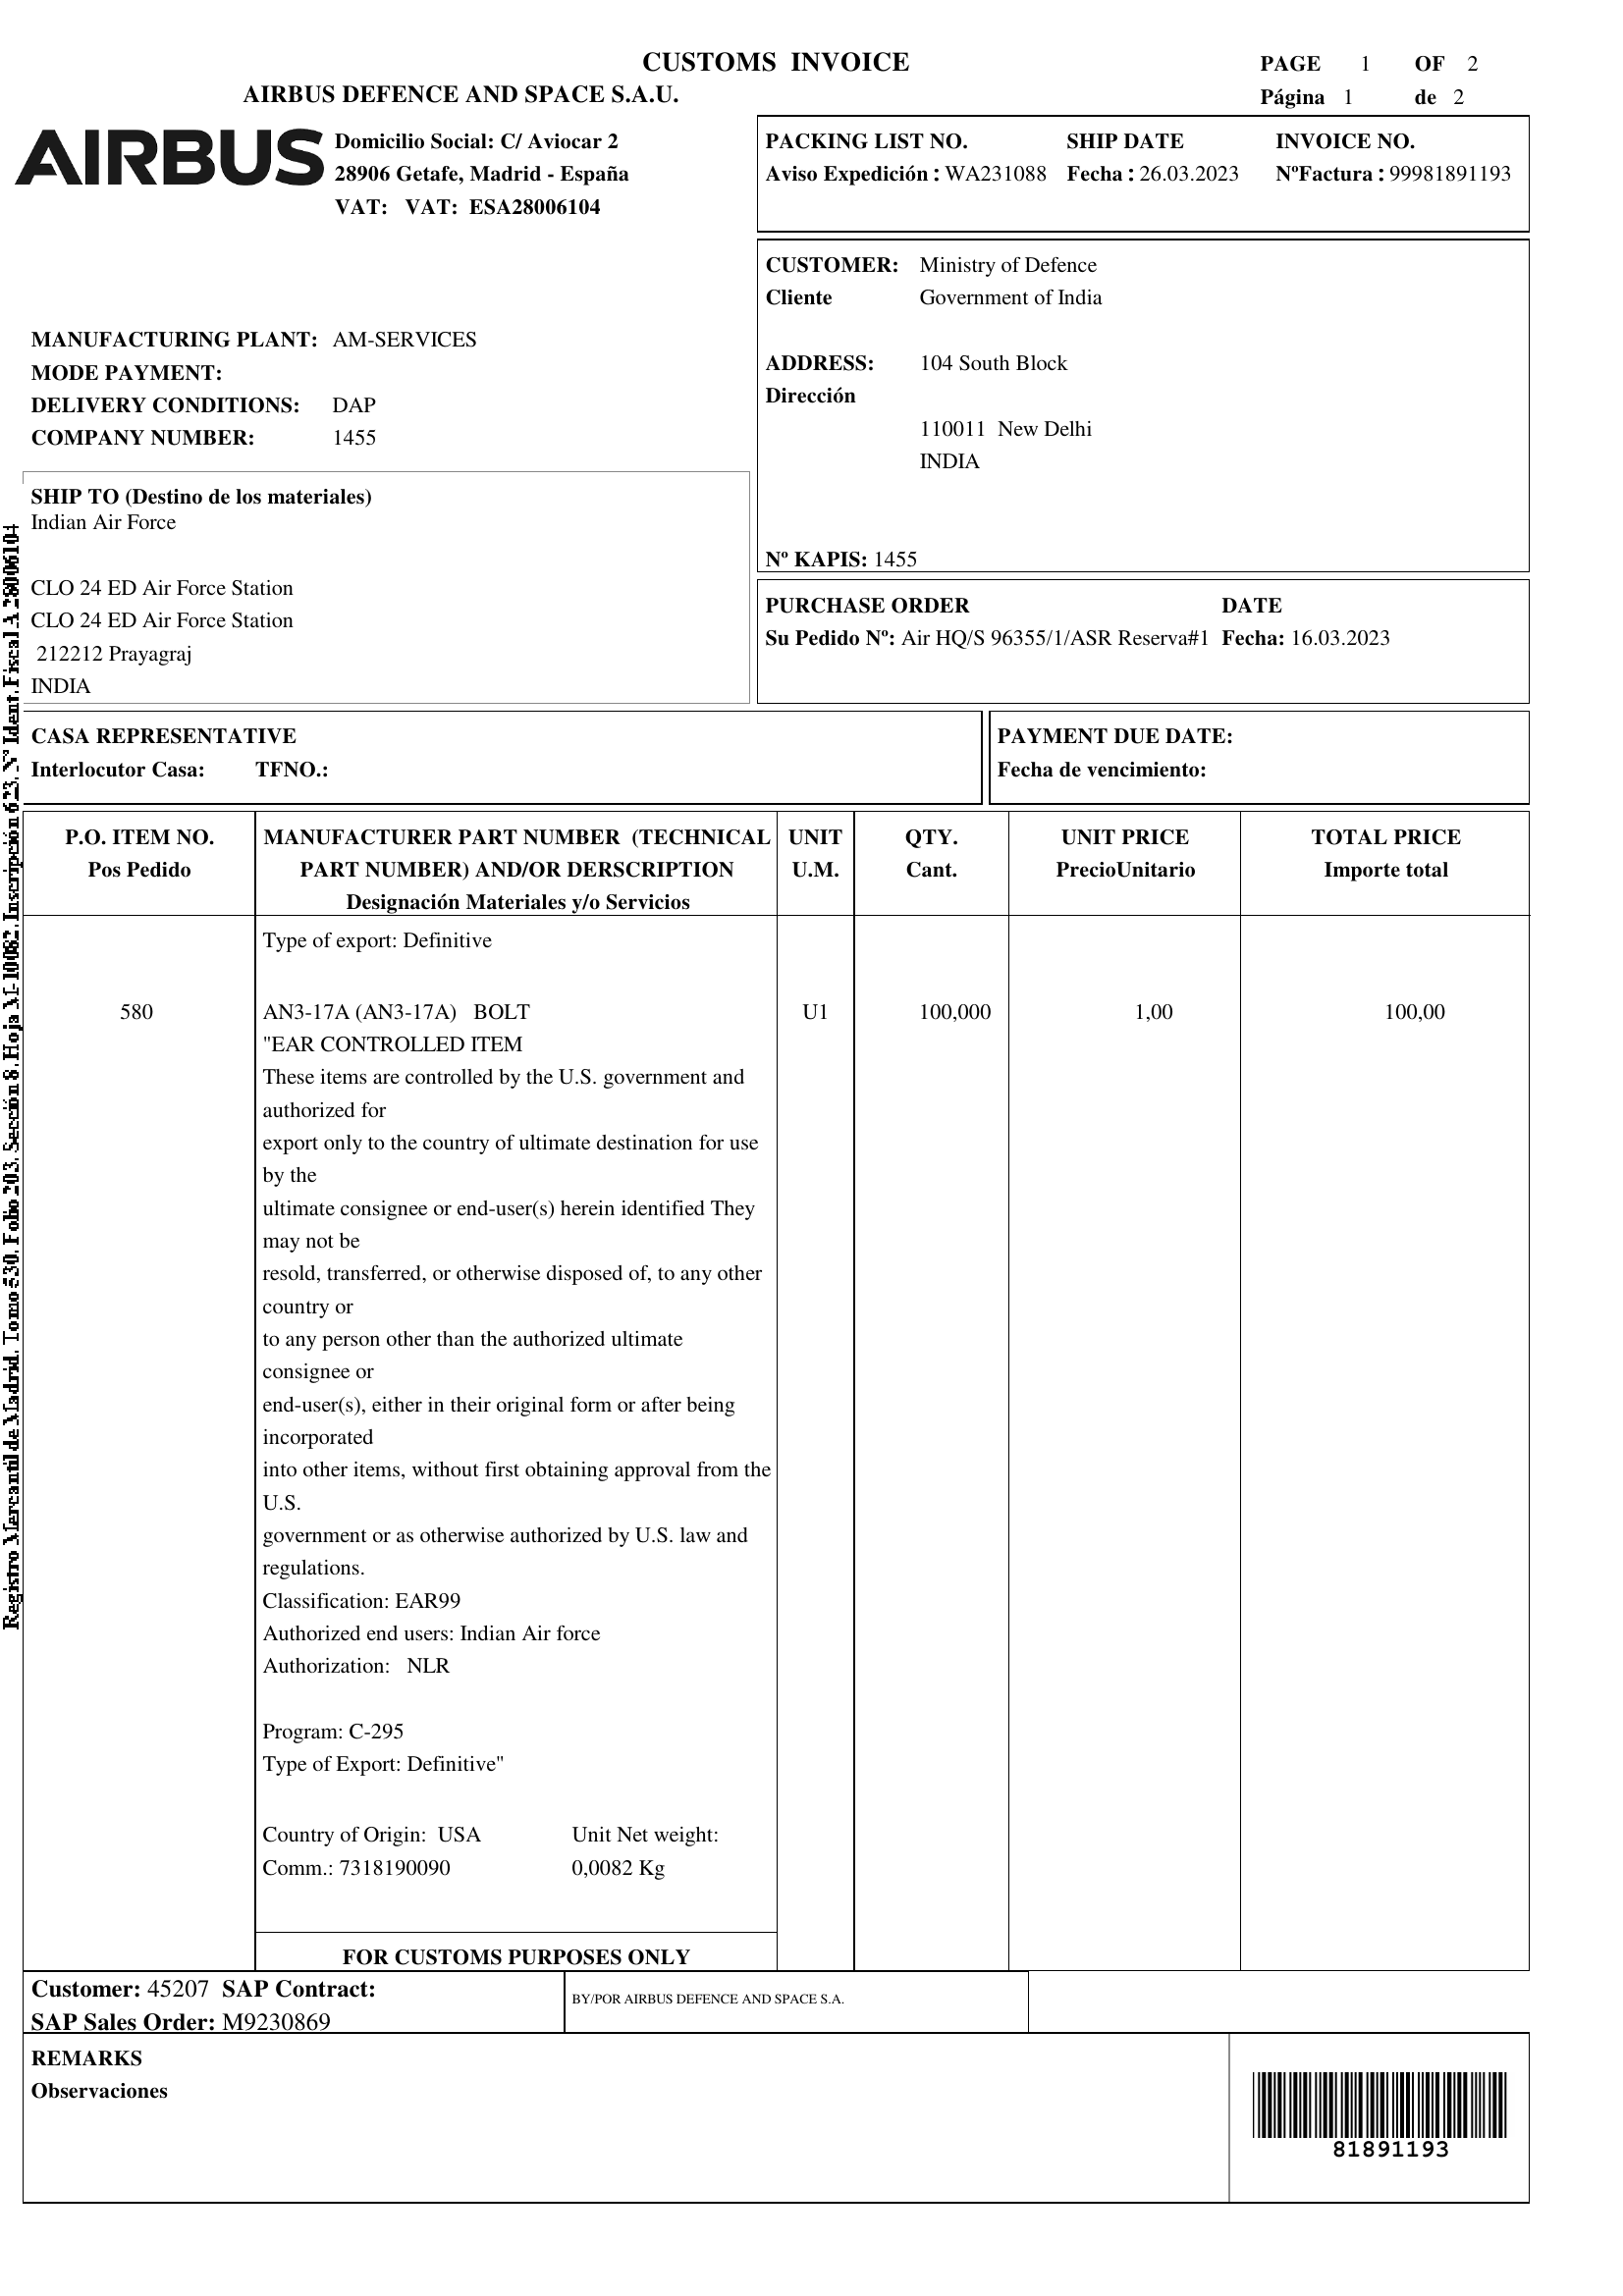 CUSTOMS INVOICE
AIRBUS DEFENCE AND SPACE S.A.U.
PAGE 1 OF 2
Página 1 de 2
AIRBUS
Domicilio Social: C/ Aviocar 2
28906 Getafe, Madrid - España
VAT: VAT: ESA28006104
PACKING LIST NO. SHIP DATE INVOICE NO.
Aviso Expedición : WA231088 Fecha : 26.03.2023 NºFactura : 99981891193
CUSTOMER: Ministry of Defence
Cliente Government of India
ADDRESS: 104 South Block
Dirección
110011 New Delhi
INDIA
Nº KAPIS: 1455
MANUFACTURING PLANT: AM-SERVICES
MODE PAYMENT:
DELIVERY CONDITIONS: DAP
COMPANY NUMBER: 1455
SHIP TO (Destino de los materiales)
Indian Air Force
CLO 24 ED Air Force Station
CLO 24 ED Air Force Station
212212 Prayagraj
INDIA
PURCHASE ORDER DATE
Su Pedido Nº: Air HQ/S 96355/1/ASR Reserva#1 Fecha: 16.03.2023
CASA REPRESENTATIVE
Interlocutor Casa: TFNO.:
PAYMENT DUE DATE:
Fecha de vencimiento:
P.O. ITEM NO.
Pos Pedido
MANUFACTURER PART NUMBER (TECHNICAL
PART NUMBER) AND/OR DERSCRIPTION
Designación Materiales y/o Servicios
UNIT
U.M.
QTY.
Cant.
UNIT PRICE
PrecioUnitario
TOTAL PRICE
Importe total
Type of export: Definitive
580 AN3-17A (AN3-17A) BOLT U1 100,000 1,00 100,00
"EAR CONTROLLED ITEM
These items are controlled by the U.S. government and
authorized for
export only to the country of ultimate destination for use
by the
ultimate consignee or end-user(s) herein identified They
may not be
resold, transferred, or otherwise disposed of, to any other
country or
to any person other than the authorized ultimate
consignee or
end-user(s), either in their original form or after being
incorporated
into other items, without first obtaining approval from the
U.S.
government or as otherwise authorized by U.S. law and
regulations.
Classification: EAR99
Authorized end users: Indian Air force
Authorization: NLR
Program: C-295
Type of Export: Definitive"
Country of Origin: USA Unit Net weight:
Comm.: 7318190090 0,0082 Kg
FOR CUSTOMS PURPOSES ONLY
Customer: 45207 SAP Contract:
SAP Sales Order: M9230869
BY/POR AIRBUS DEFENCE AND SPACE S.A.
REMARKS
Observaciones
81891193
Registro Mercantil de Madrid, Tomo 530, Folio 203, Sección 8, Hoja M-10082, Inscripción 623, Nº Ident. Fiscal A 28006104